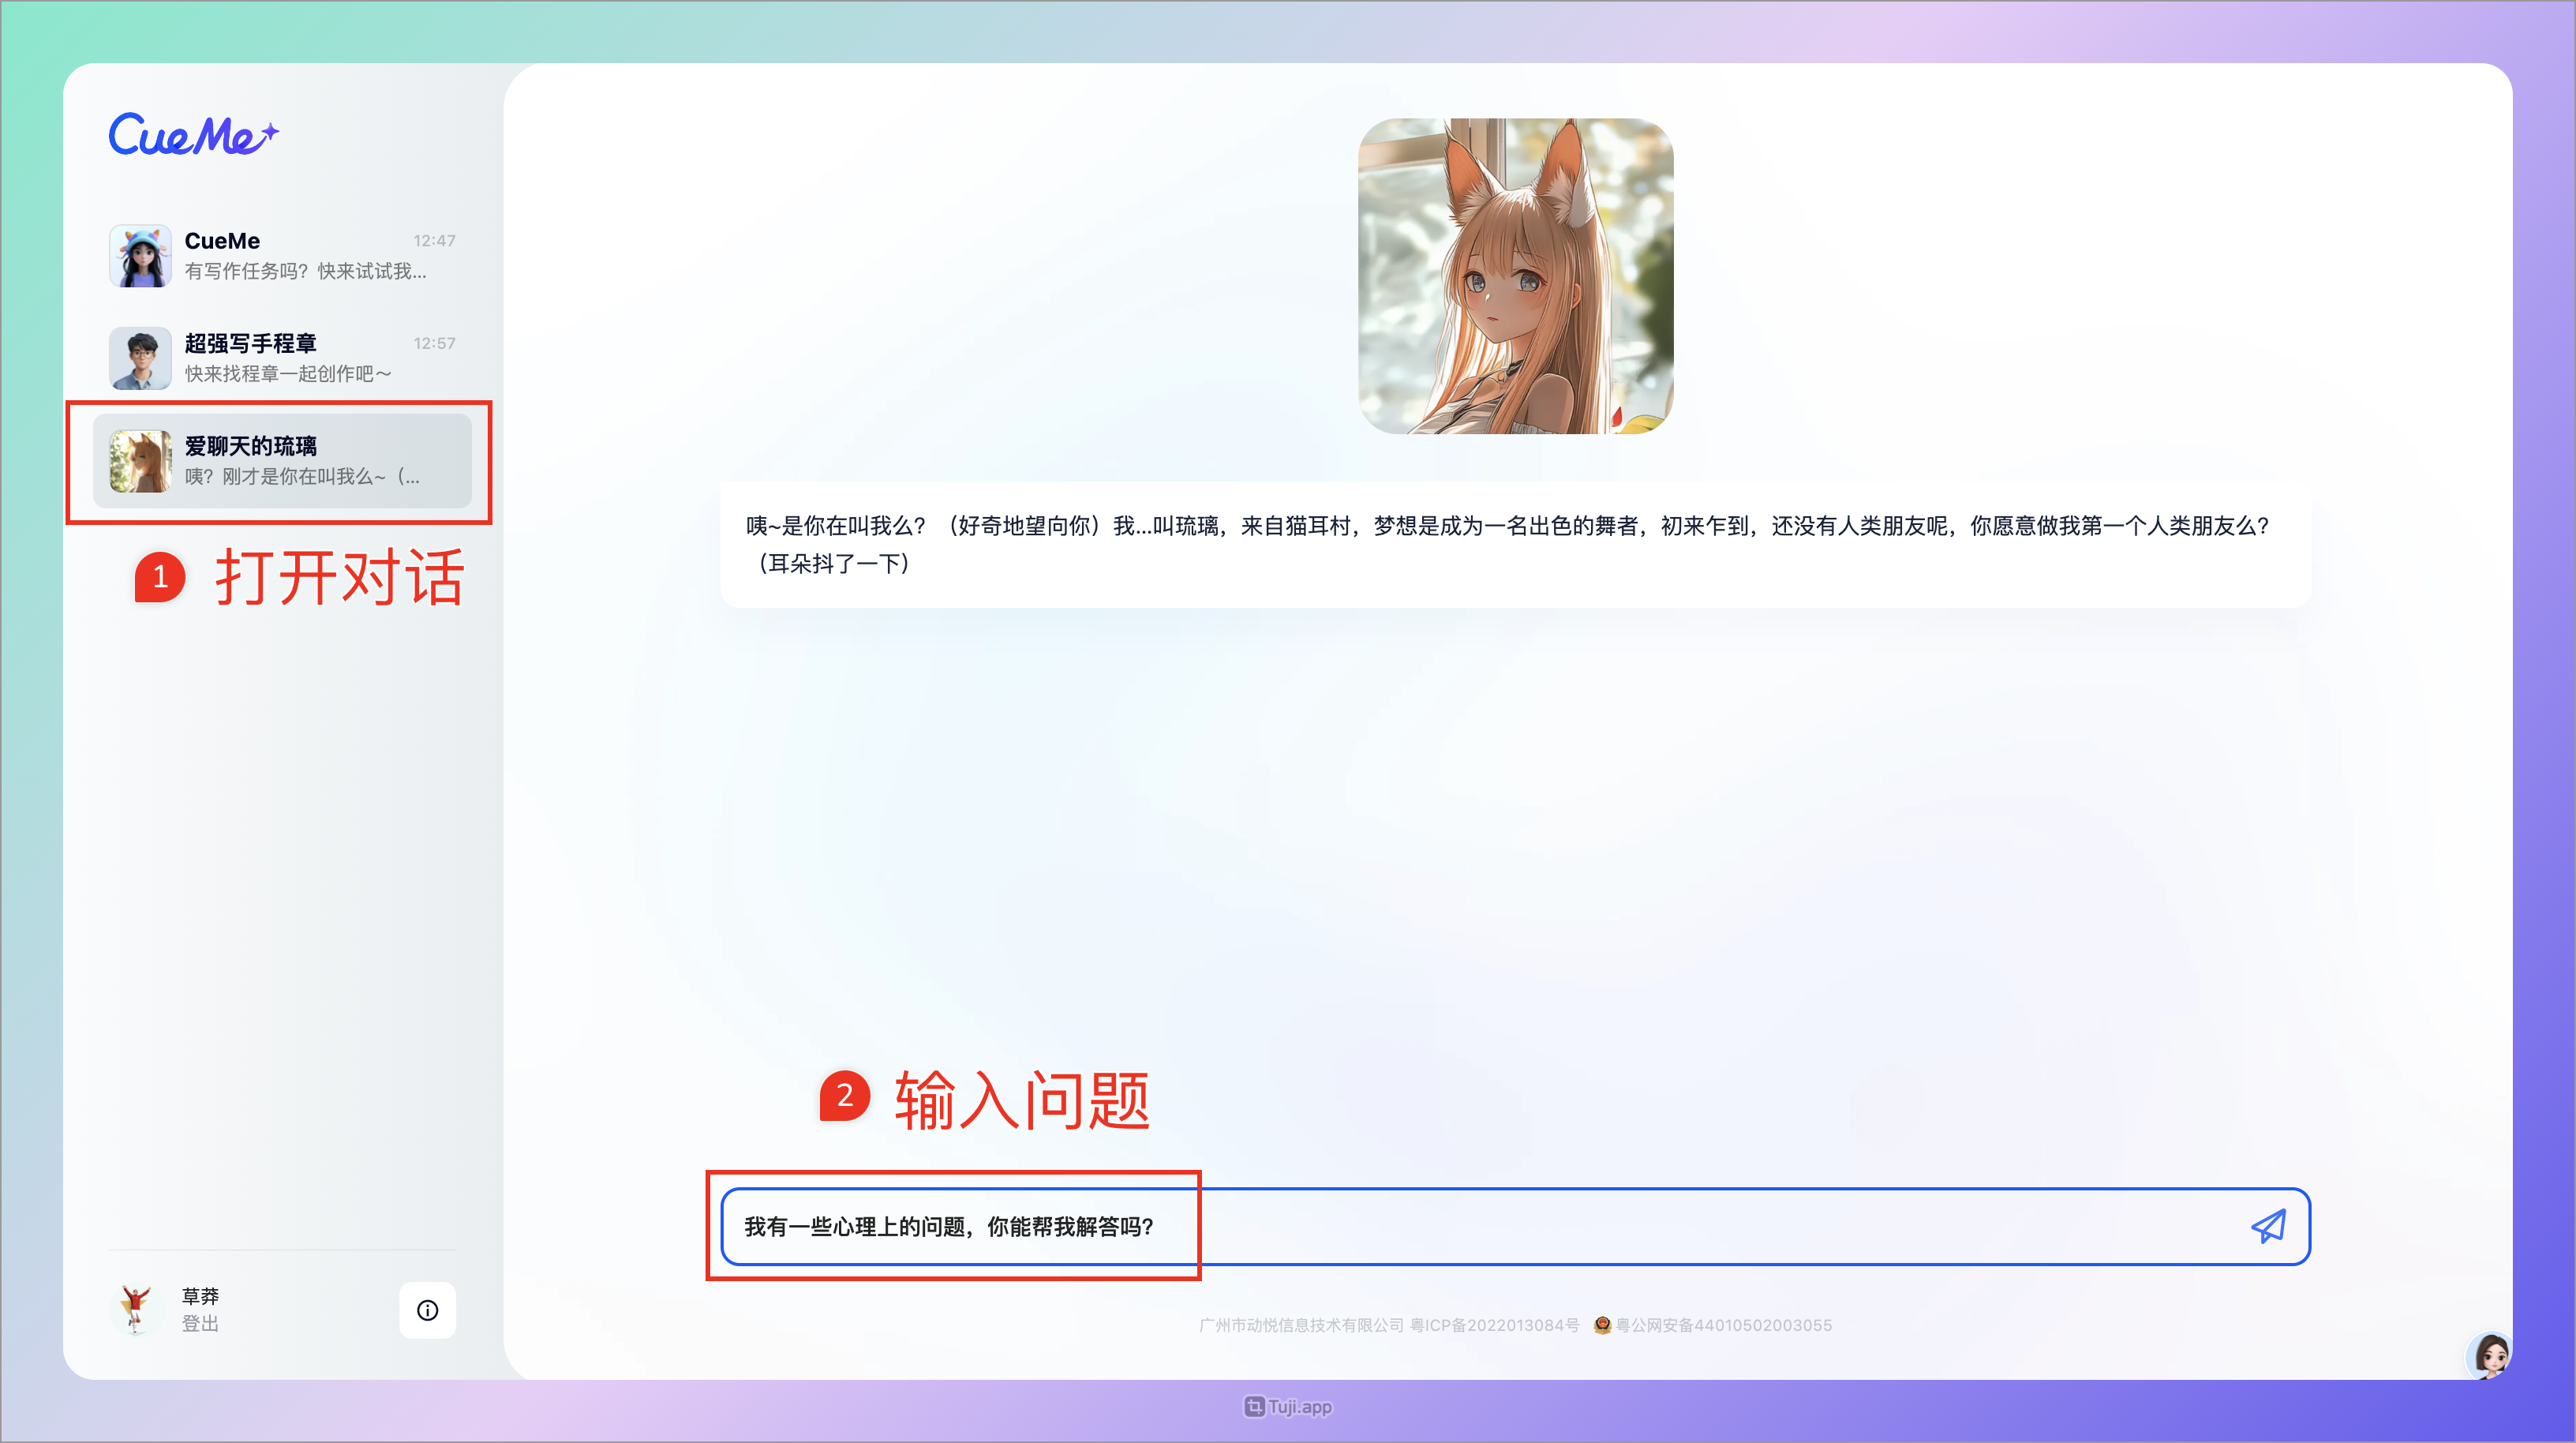 CueMe
CueMe 12:47
有写作任务吗？快来试试我...
超强写手程章 12:57
快来找程章一起创作吧～
爱聊天的琉璃
咦？刚才是你在叫我么~（...
1 打开对话
咦~是你在叫我么？（好奇地望向你）我...叫琉璃，来自猫耳村，梦想是成为一名出色的舞者，初来乍到，还没有人类朋友呢，你愿意做我第一个人类朋友么？
（耳朵抖了一下）
2 输入问题
我有一些心理上的问题，你能帮我解答吗？
草莽
登出
广州市动悦信息技术有限公司 粤ICP备2022013084号 粤公网安备44010502003055
Tuji.app